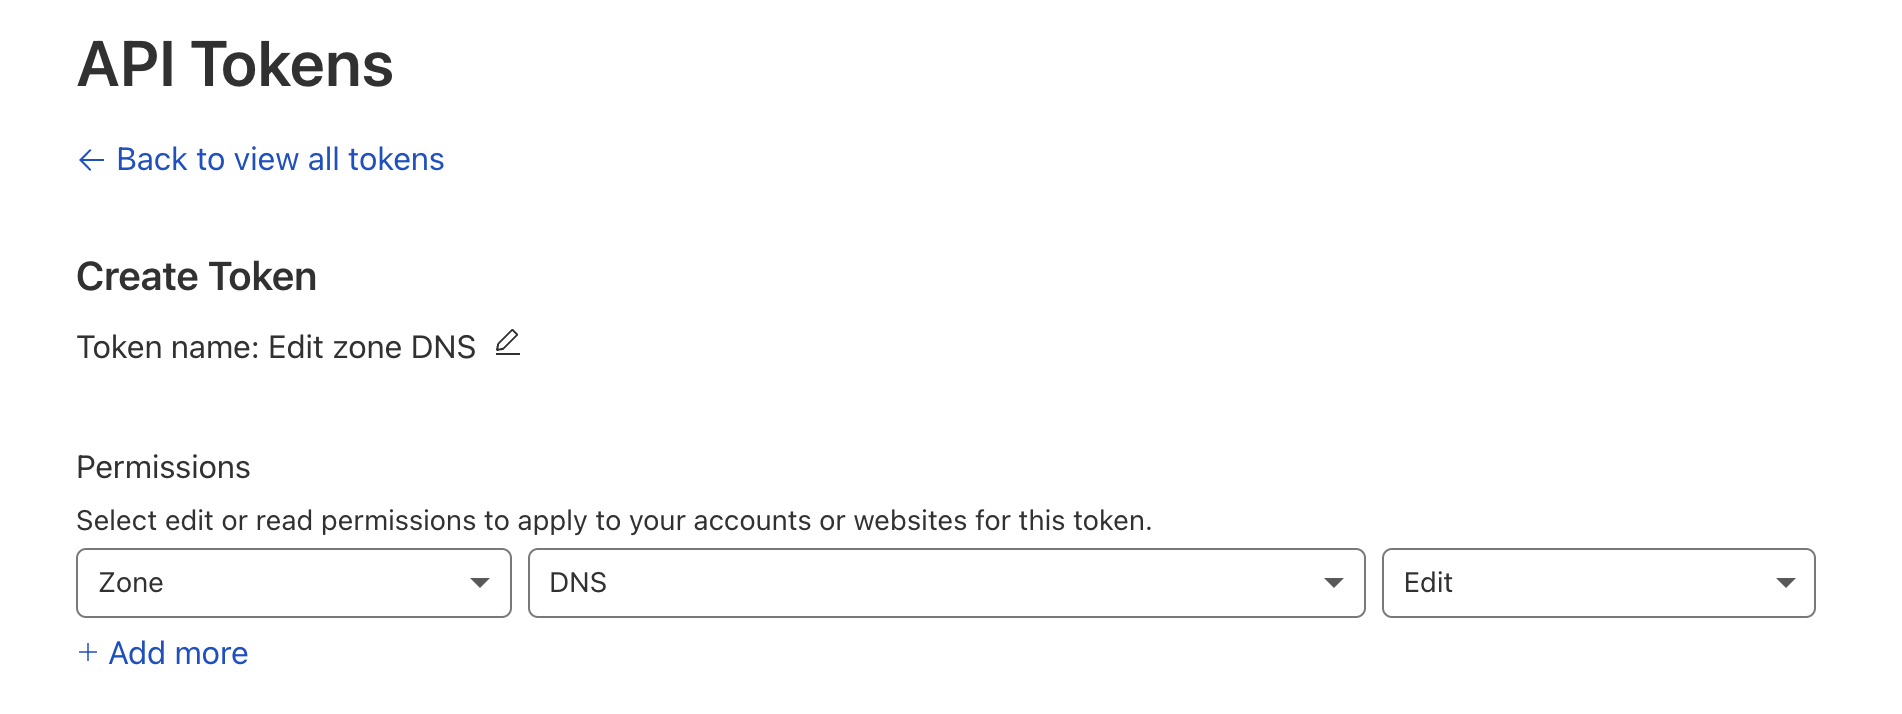 API Tokens
← Back to view all tokens
Create Token
Token name: Edit zone DNS
Permissions
Select edit or read permissions to apply to your accounts or websites for this token.
Zone DNS Edit
+ Add more